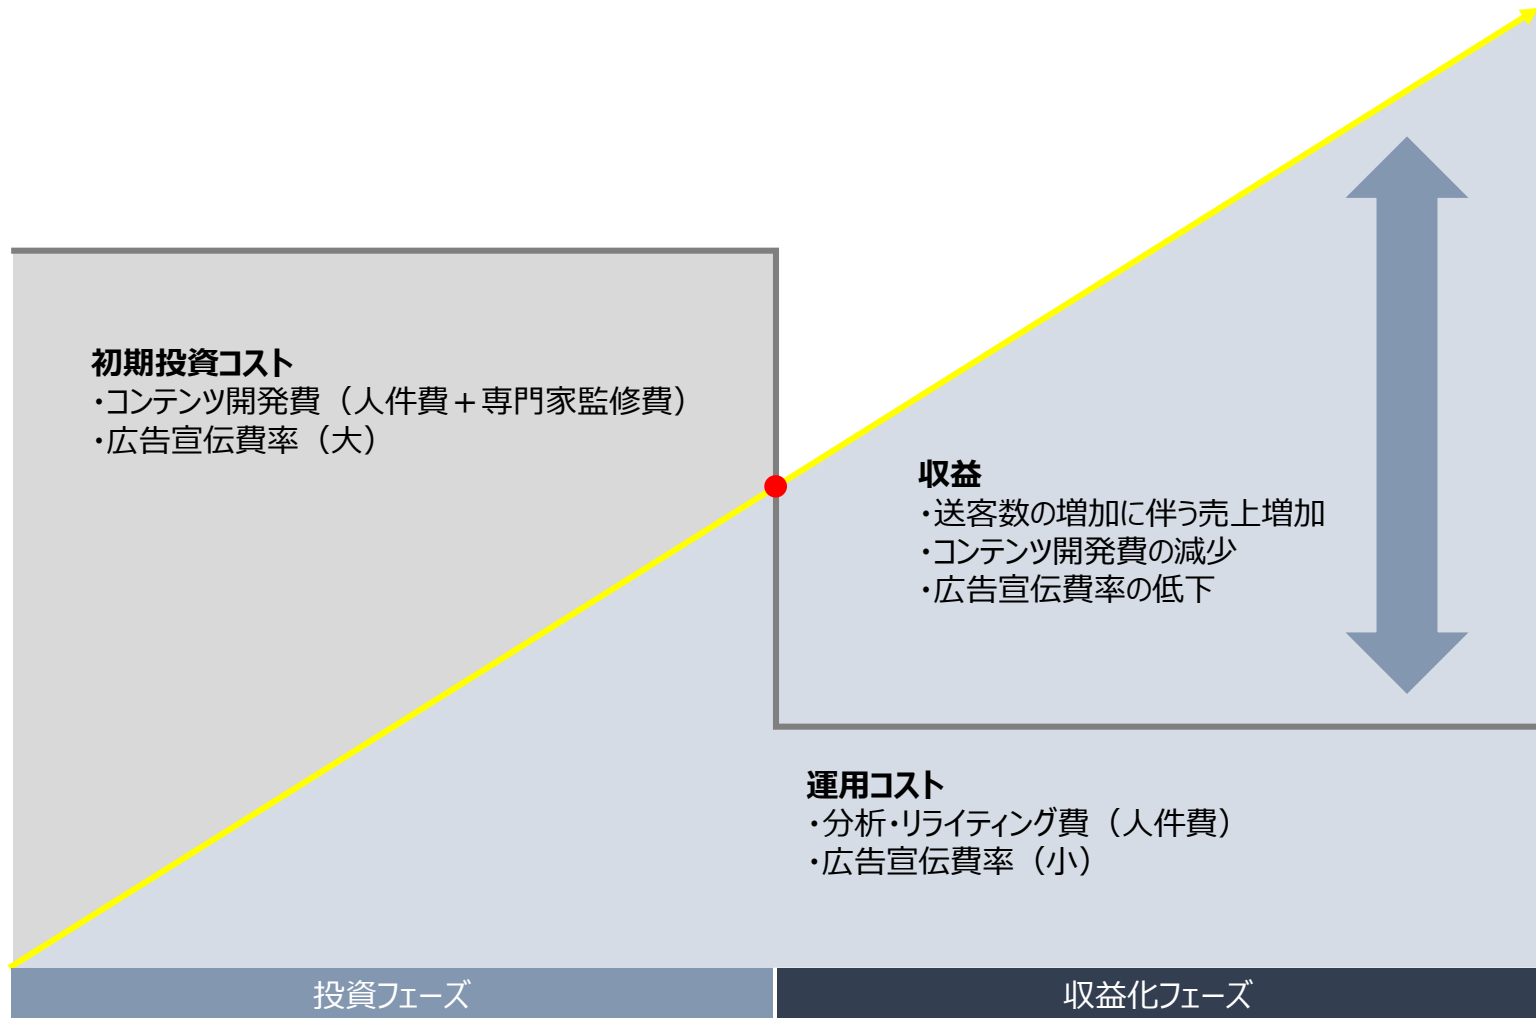 初期投資コスト
・コンテンツ開発費（人件費＋専門家監修費）
・広告宣伝費率（大）
収益
・送客数の増加に伴う売上増加
・コンテンツ開発費の減少
・広告宣伝費率の低下
運用コスト
・分析・リライティング費（人件費）
・広告宣伝費率（小）
投資フェーズ
収益化フェーズ